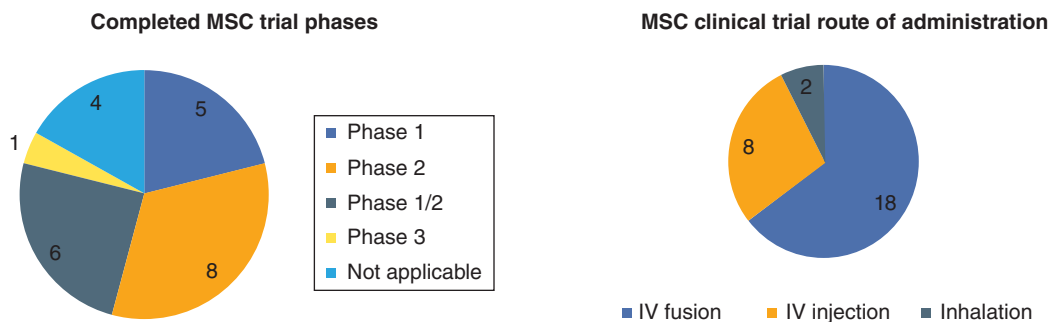 Completed MSC trial phases
4
5
1
6
8
Phase 1
Phase 2
Phase 1/2
Phase 3
Not applicable
MSC clinical trial route of administration
2
8
18
IV fusion
IV injection
Inhalation